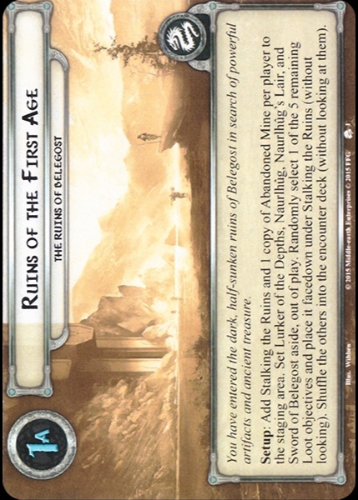 1A
RUINS OF THE FIRST AGE
THE RUINS OF BELEGOST
You have entered the dark, half-sunken ruins of Belegost in search of powerful
artifacts and ancient treasure.
Setup: Add Stalking the Ruins and 1 copy of Abandoned Mine per player to
the staging area. Set Lurker of the Depths, Naurlhûg, Naurlhûg's Lair, and
Sword of Belegost aside, out of play. Randomly select 1 of the 5 remaining
Loot objectives and place it facedown under Stalking the Ruins (without
looking). Shuffle the others into the encounter deck (without looking at them).
Illus. Wibben © 2015 Middle-earth Enterprises © 2015 FFG